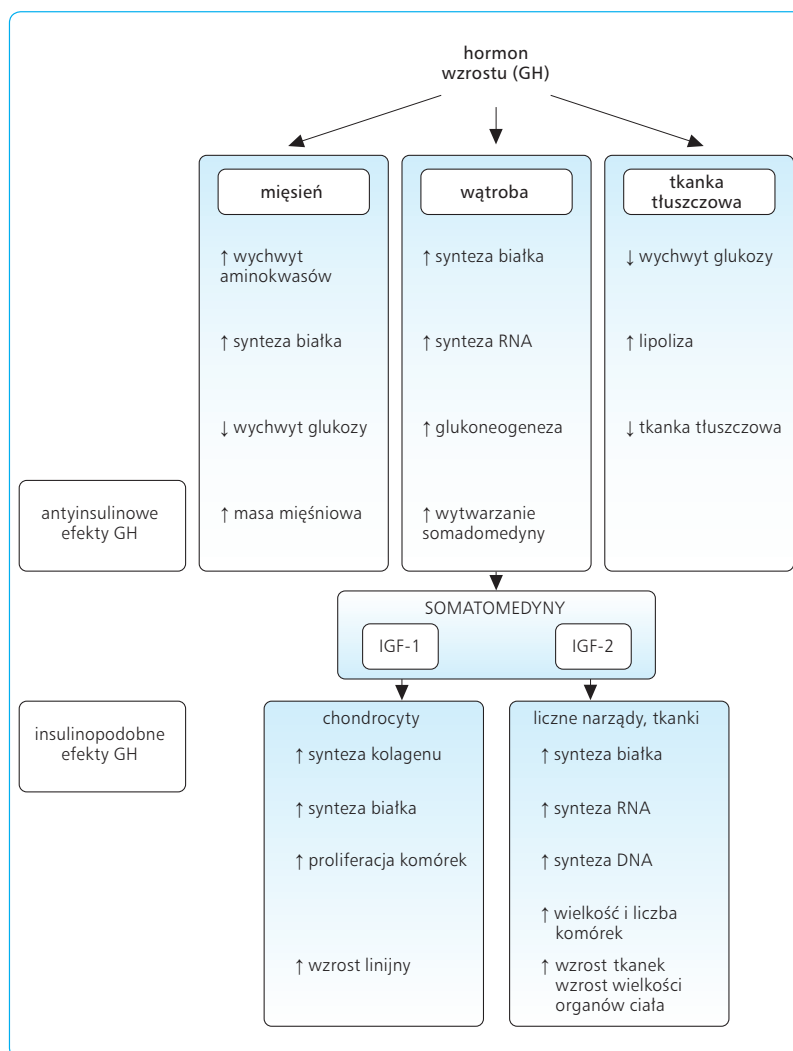 hormon
wzrostu (GH)
mięsień
↑ wychwyt
aminokwasów
↑ synteza białka
↓ wychwyt glukozy
↑ masa mięśniowa
wątroba
↑ synteza białka
↑ synteza RNA
↑ glukoneogeneza
↑ wytwarzanie
somadomedyny
tkanka
tłuszczowa
↓ wychwyt glukozy
↑ lipoliza
↓ tkanka tłuszczowa
antyinsulinowe
efekty GH
SOMATOMEDYNY
IGF-1
IGF-2
insulinopodobne
efekty GH
chondrocyty
↑ synteza kolagenu
↑ synteza białka
↑ proliferacja komórek
↑ wzrost linijny
liczne narządy, tkanki
↑ synteza białka
↑ synteza RNA
↑ synteza DNA
↑ wielkość i liczba
komórek
↑ wzrost tkanek
wzrost wielkości
organów ciała